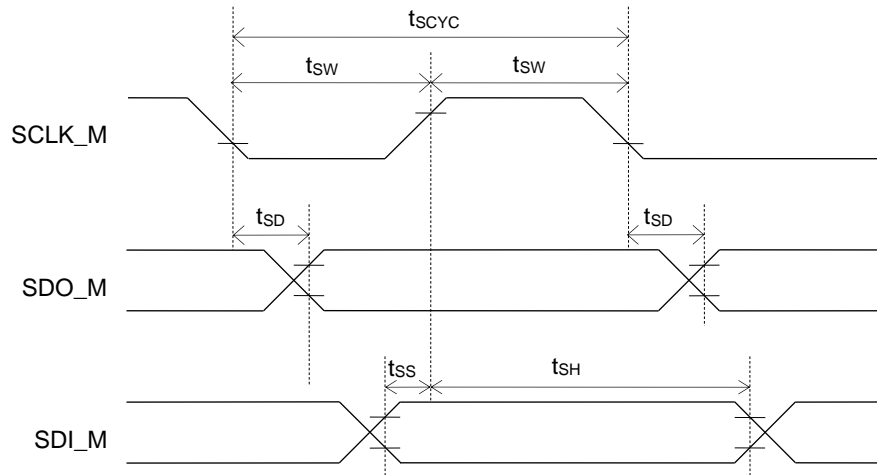 tSCYC
tSW tSW
SCLK_M
tSD tSD
SDO_M
tSS tSH
SDI_M